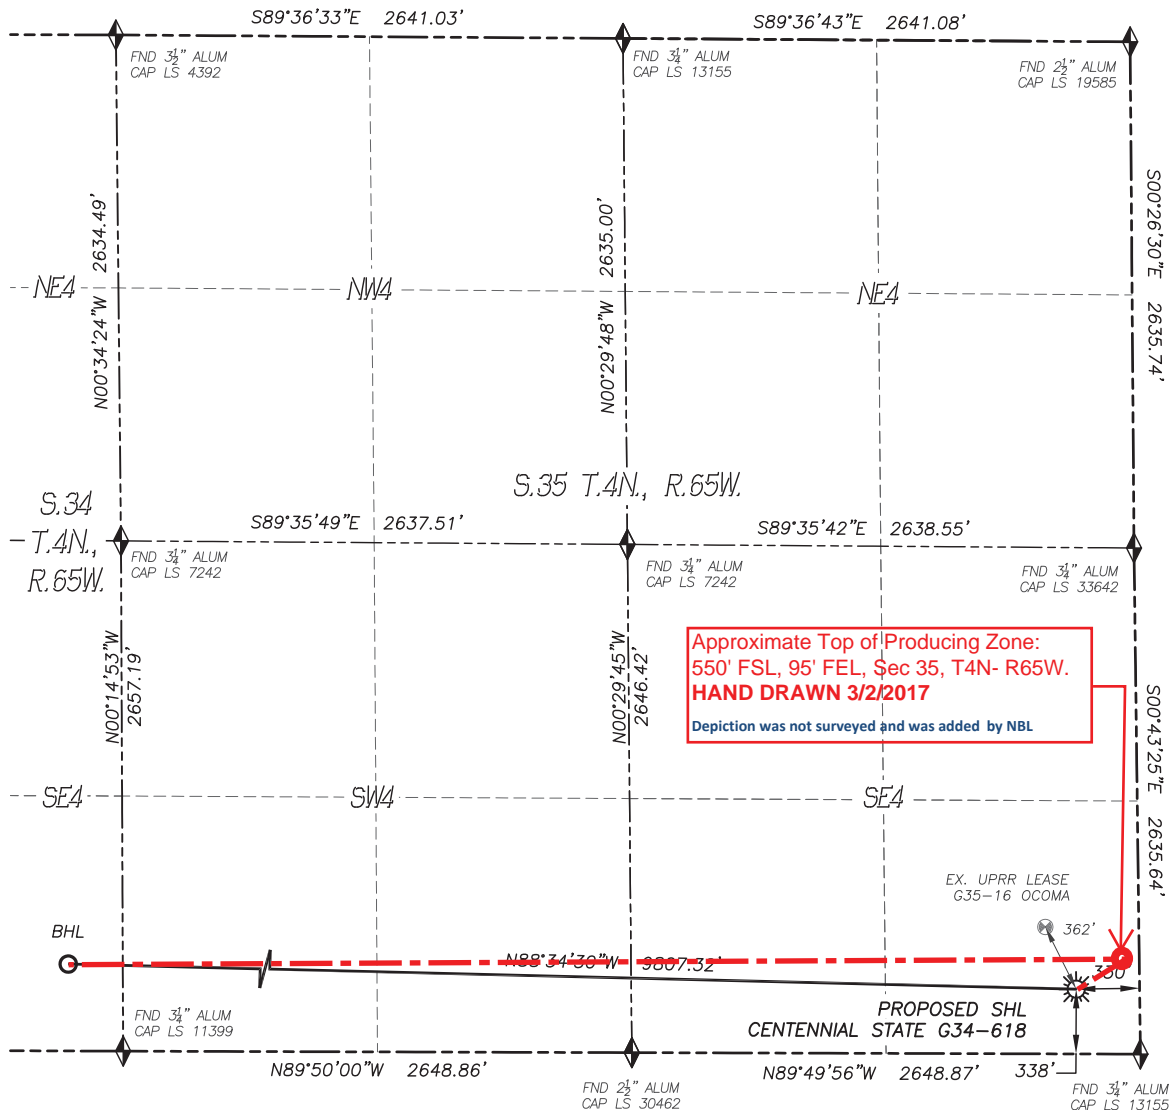 S89°36'33"E 2641.03'
S89°36'43"E 2641.08'
FND 3½" ALUM
CAP LS 4392
FND 3¼" ALUM
CAP LS 13155
FND 2½" ALUM
CAP LS 19585
N00°34'24"W 2634.49'
N00°29'48"W 2635.00'
S00°26'30"E 2635.74'
NE4
NW4
NE4
S.34
T.4N.,
R.65W.
S.35 T.4N., R.65W.
S89°35'49"E 2637.51'
S89°35'42"E 2638.55'
FND 3¼" ALUM
CAP LS 7242
FND 3¼" ALUM
CAP LS 7242
FND 3¼" ALUM
CAP LS 33642
N00°14'53"W
2657.19'
N00°29'45"W
2646.42'
S00°43'25"E 2635.64'
Approximate Top of Producing Zone:
550' FSL, 95' FEL, Sec 35, T4N- R65W.
HAND DRAWN 3/2/2017
Depiction was not surveyed and was added by NBL
SE4
SW4
SE4
EX. UPRR LEASE
G35-16 OCOMA
362'
BHL
N88°34'30"W 9807.32'
330'
PROPOSED SHL
CENTENNIAL STATE G34-618
FND 3¼" ALUM
CAP LS 11399
N89°50'00"W 2648.86'
N89°49'56"W 2648.87'
338'
FND 2½" ALUM
CAP LS 30462
FND 3¼" ALUM
CAP LS 13155